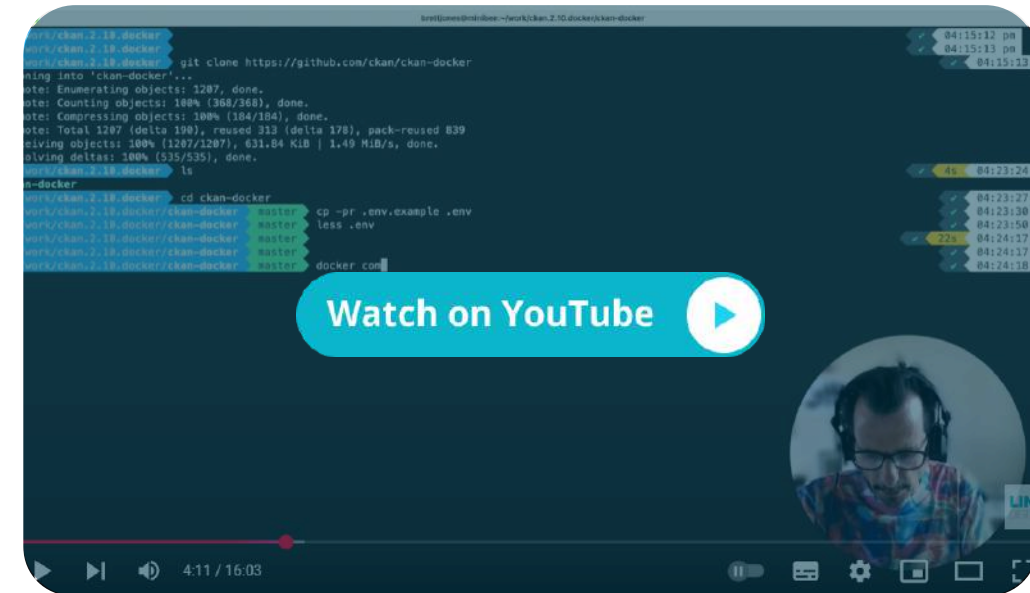 brettjones@minibee:~/work/ckan.2.10.docker/ckan-docker
work/ckan.2.10.docker 04:15:12 pm
work/ckan.2.10.docker 04:15:13 pm
work/ckan.2.10.docker git clone https://github.com/ckan/ckan-docker 04:15:13
ning into 'ckan-docker'...
ote: Enumerating objects: 1207, done.
ote: Counting objects: 100% (368/368), done.
ote: Compressing objects: 100% (184/184), done.
ote: Total 1207 (delta 190), reused 313 (delta 178), pack-reused 839
eiving objects: 100% (1207/1207), 631.84 KiB | 1.49 MiB/s, done.
olving deltas: 100% (535/535), done.
work/ckan.2.10.docker ls 4s 04:23:24
n-docker
work/ckan.2.10.docker cd ckan-docker 04:23:27
work/ckan.2.10.docker/ckan-docker master cp -pr .env.example .env 04:23:30
work/ckan.2.10.docker/ckan-docker master less .env 04:23:50
work/ckan.2.10.docker/ckan-docker master 22s 04:24:17
work/ckan.2.10.docker/ckan-docker master 04:24:17
work/ckan.2.10.docker/ckan-docker master docker com 04:24:18
Watch on YouTube
LIN
4:11 / 16:03